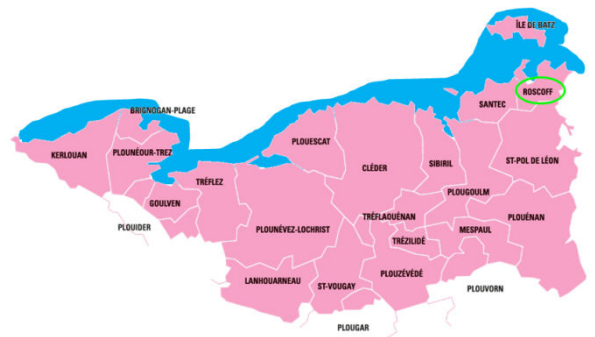 ÎLE DE BATZ
ROSCOFF
SANTEC
BRIGNOGAN-PLAGE
PLOUESCAT
KERLOUAN
PLOUNÉOUR-TREZ
CLÉDER
SIBIRIL
ST-POL DE LÉON
TRÉFLEZ
PLOUGOULM
GOULVEN
TRÉFLAOUÉNAN
PLOUÉNAN
PLOUIDER
PLOUNÉVEZ-LOCHRIST
MESPAUL
TRÉZILIDÉ
PLOUZÉVÉDÉ
LANHOUARNEAU
ST-VOUGAY
PLOUVORN
PLOUGAR